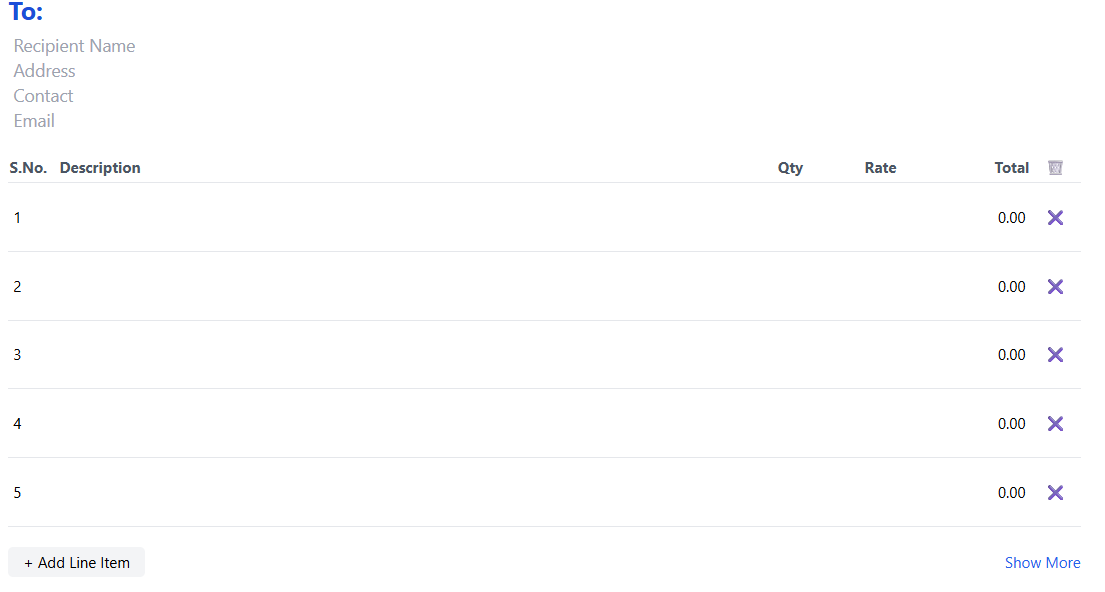 To:
Recipient Name
Address
Contact
Email
S.No. Description Qty Rate Total
1 0.00
2 0.00
3 0.00
4 0.00
5 0.00
+ Add Line Item Show More